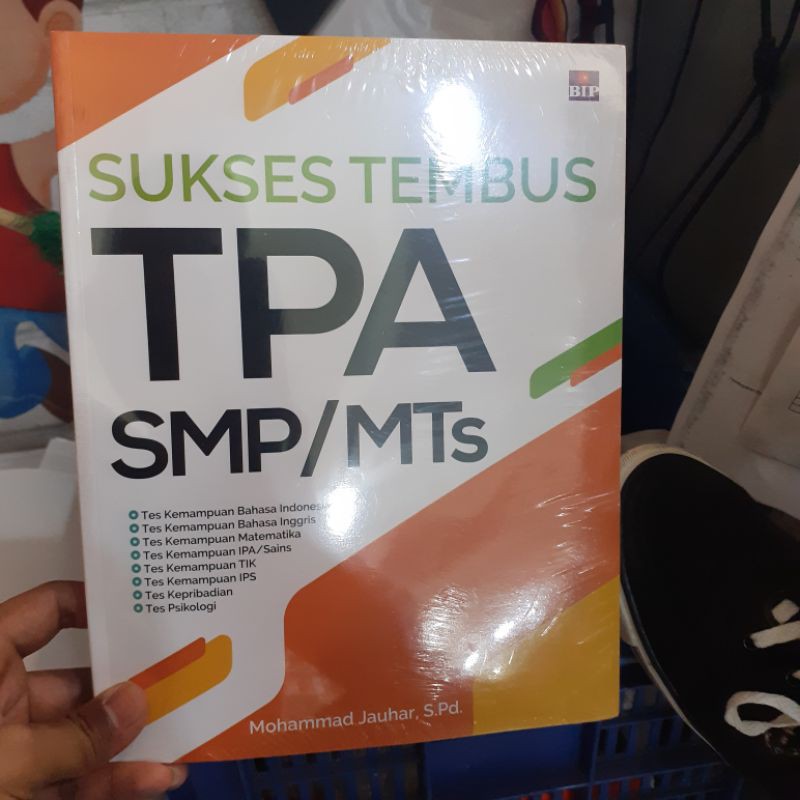 BIP
SUKSES TEMBUS
TPA
SMP/MTs
Tes Kemampuan Bahasa Indonesia
Tes Kemampuan Bahasa Inggris
Tes Kemampuan Matematika
Tes Kemampuan IPA/Sains
Tes Kemampuan TIK
Tes Kemampuan IPS
Tes Kepribadian
Tes Psikologi
Mohammad Jauhar, S.Pd.